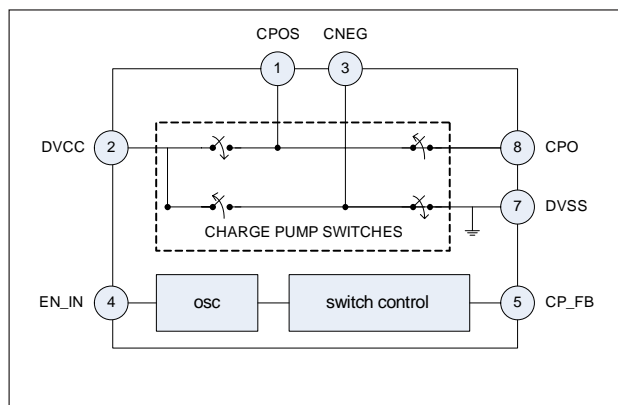 CPOS CNEG
1 3
DVCC 2 8 CPO
7 DVSS
CHARGE PUMP SWITCHES
EN_IN 4 osc switch control 5 CP_FB